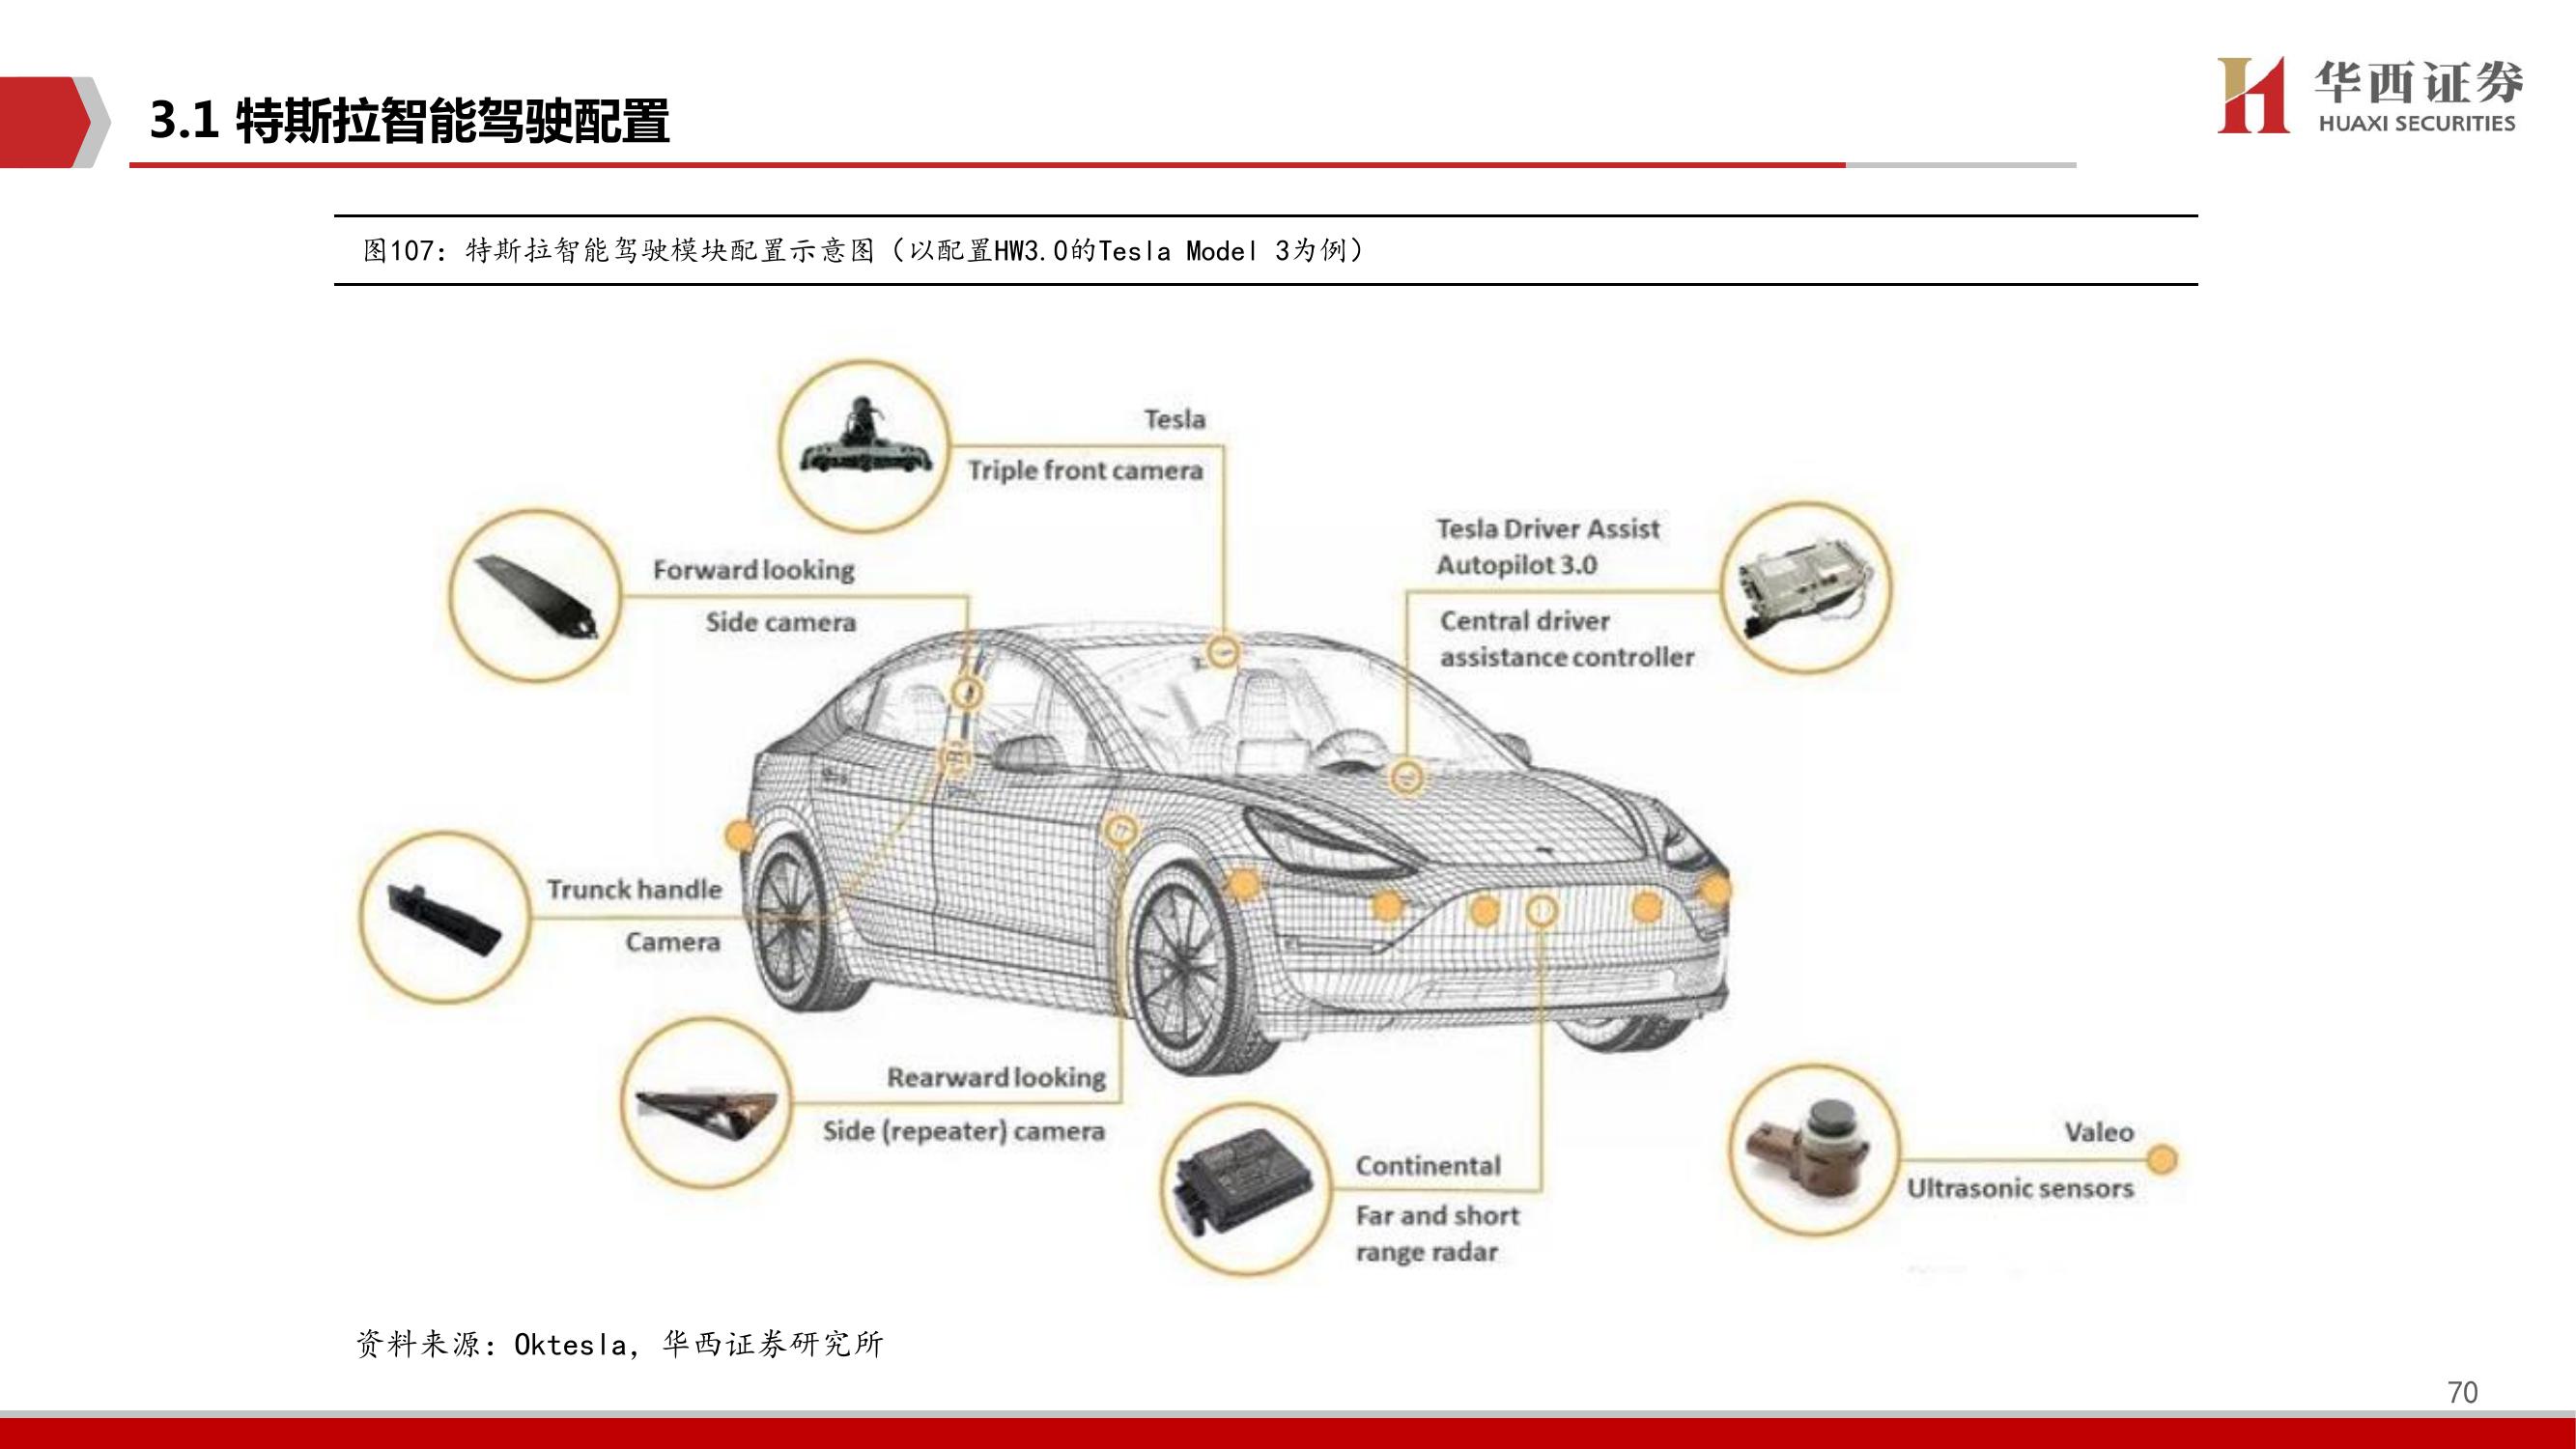 3.1 特斯拉智能驾驶配置
华西证券
HUAXI SECURITIES
图107：特斯拉智能驾驶模块配置示意图（以配置HW3.0的Tesla Model 3为例）
Tesla
Triple front camera
Forward looking
Side camera
Tesla Driver Assist
Autopilot 3.0
Central driver
assistance controller
Trunck handle
Camera
Rearward looking
Side (repeater) camera
Continental
Far and short
range radar
Valeo
Ultrasonic sensors
资料来源：Oktesla，华西证券研究所
70